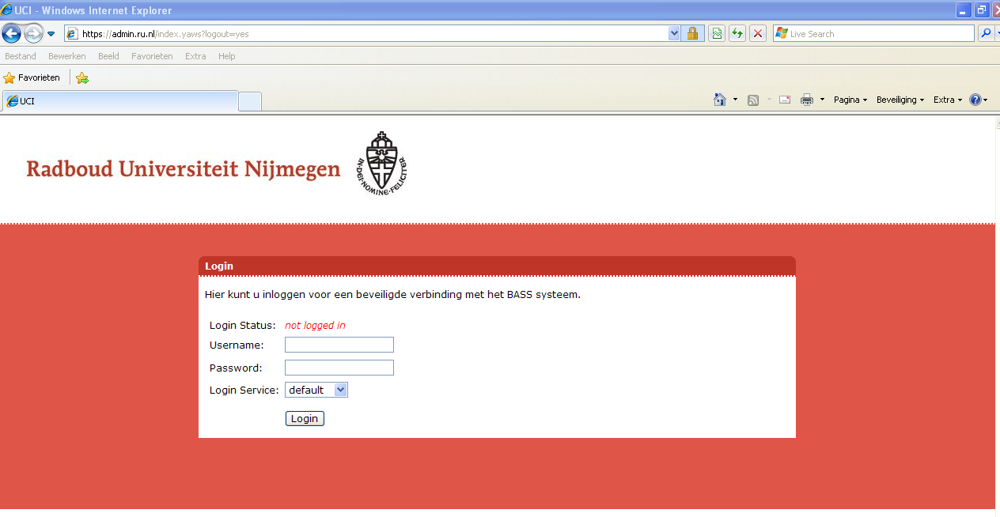 UCI - Windows Internet Explorer
https://admin.ru.nl/index.yaws?logout=yes
Live Search
Bestand Bewerken Beeld Favorieten Extra Help
Favorieten
UCI
Pagina Beveiliging Extra
Radboud Universiteit Nijmegen
IN·DEI·NOMINE·FELICITER
Login
Hier kunt u inloggen voor een beveiligde verbinding met het BASS systeem.
Login Status: not logged in
Username:
Password:
Login Service: default
Login